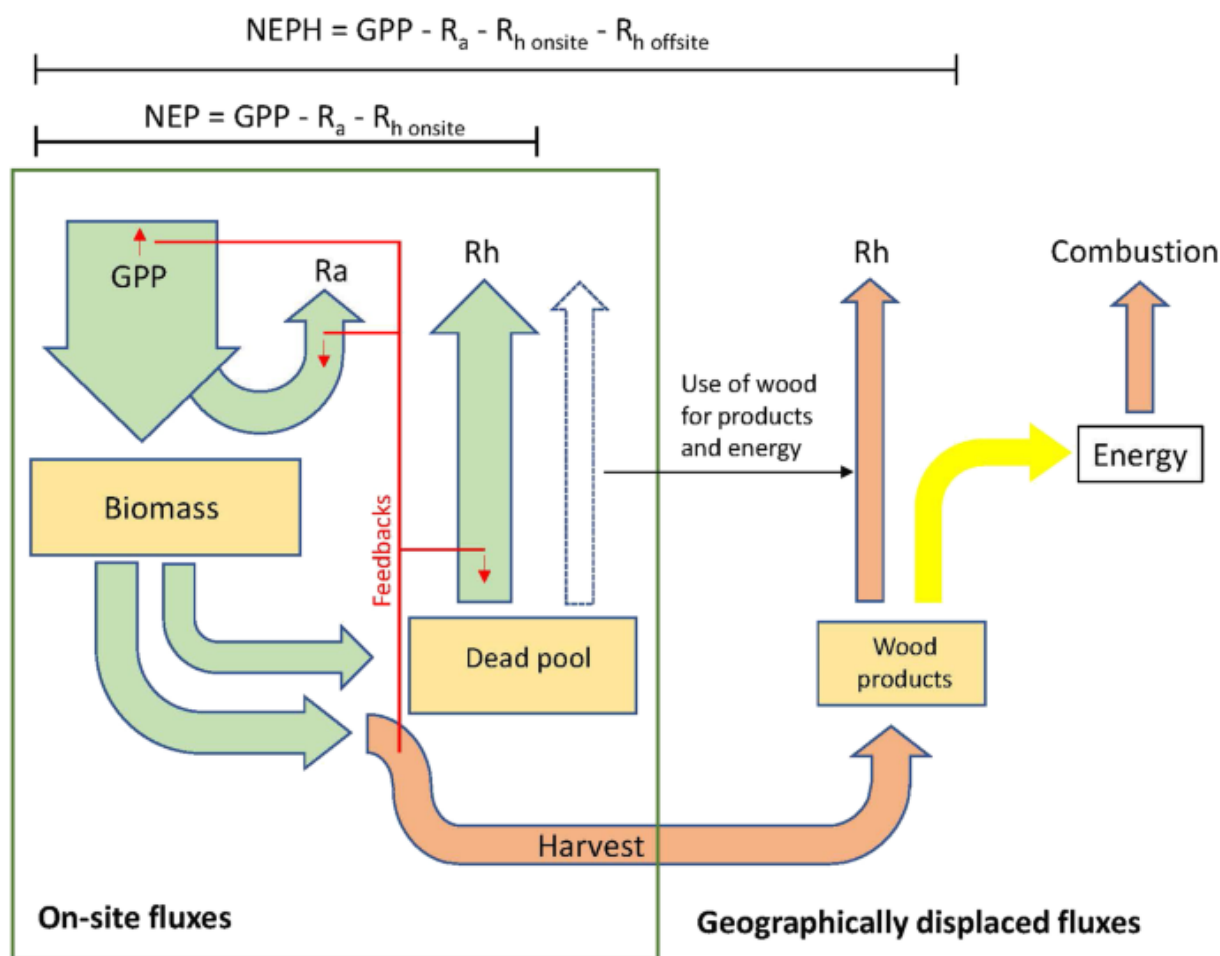 NEPH = GPP - Ra - Rh onsite - Rh offsite
NEP = GPP - Ra - Rh onsite
GPP
Ra
Rh
Rh
Combustion
Use of wood
for products
and energy
Energy
Biomass
Feedbacks
Dead pool
Wood
products
Harvest
On-site fluxes
Geographically displaced fluxes